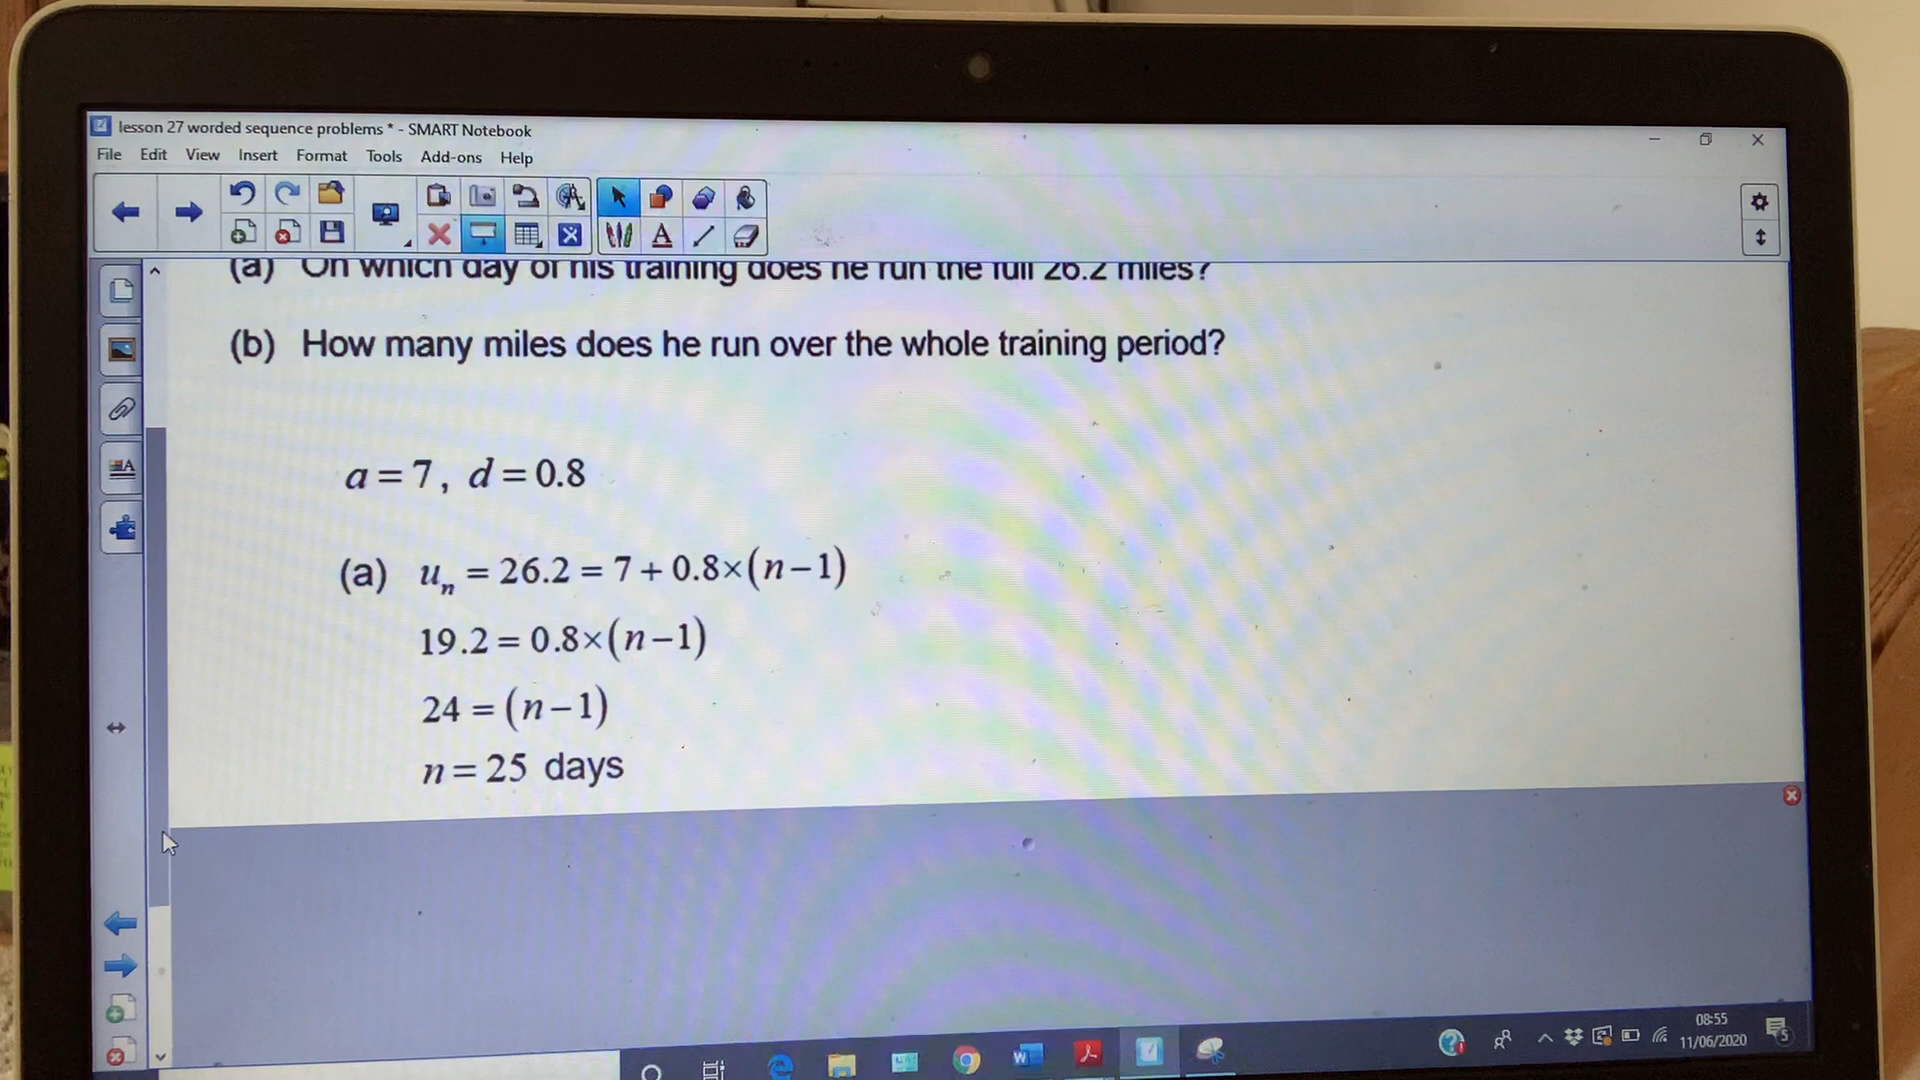 lesson 27 worded sequence problems * - SMART Notebook
File Edit View Insert Format Tools Add-ons Help
(a) On which day of his training does he run the full 26.2 miles?
(b) How many miles does he run over the whole training period?
a = 7, d = 0.8
(a) uₙ = 26.2 = 7 + 0.8×(n−1)
19.2 = 0.8×(n−1)
24 = (n−1)
n = 25 days
08:55
11/06/2020
5